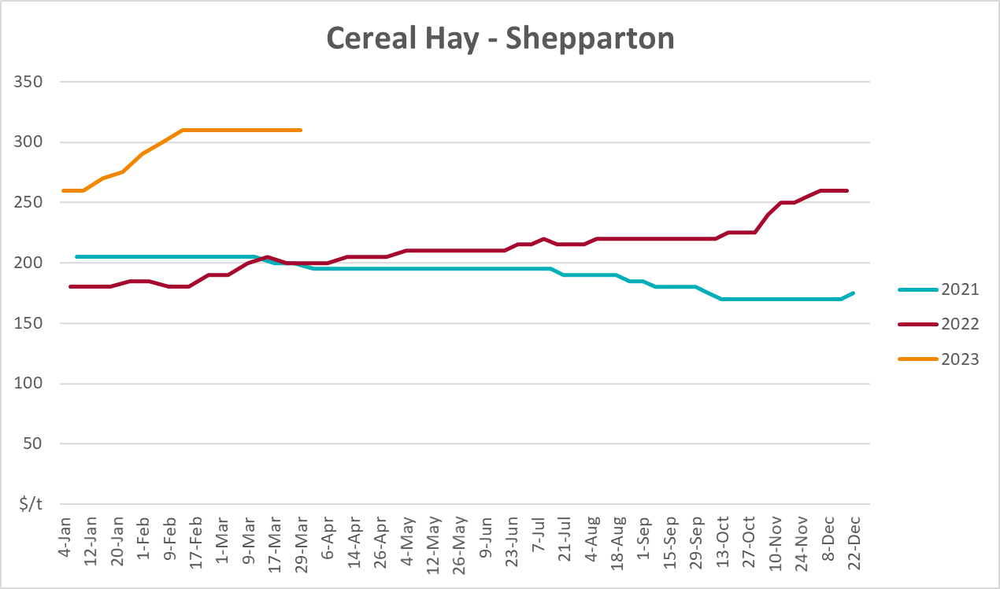 Cereal Hay - Shepparton
350
300
250
200
150
100
50
$/t
4-Jan
12-Jan
20-Jan
1-Feb
9-Feb
17-Feb
1-Mar
9-Mar
17-Mar
29-Mar
6-Apr
14-Apr
26-Apr
4-May
12-May
26-May
9-Jun
23-Jun
7-Jul
21-Jul
4-Aug
18-Aug
1-Sep
15-Sep
29-Sep
13-Oct
27-Oct
10-Nov
24-Nov
8-Dec
22-Dec
2021
2022
2023